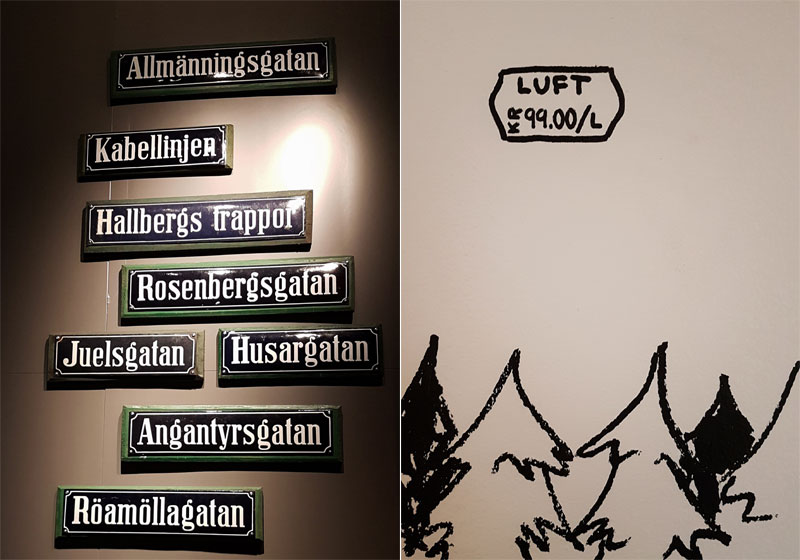 Allmänningsgatan
Kabellinjen
Hallbergs trappor
Rosenbergsgatan
Juelsgatan
Husargatan
Angantyrsgatan
Röamöllagatan
LUFT
KR 99.00/L